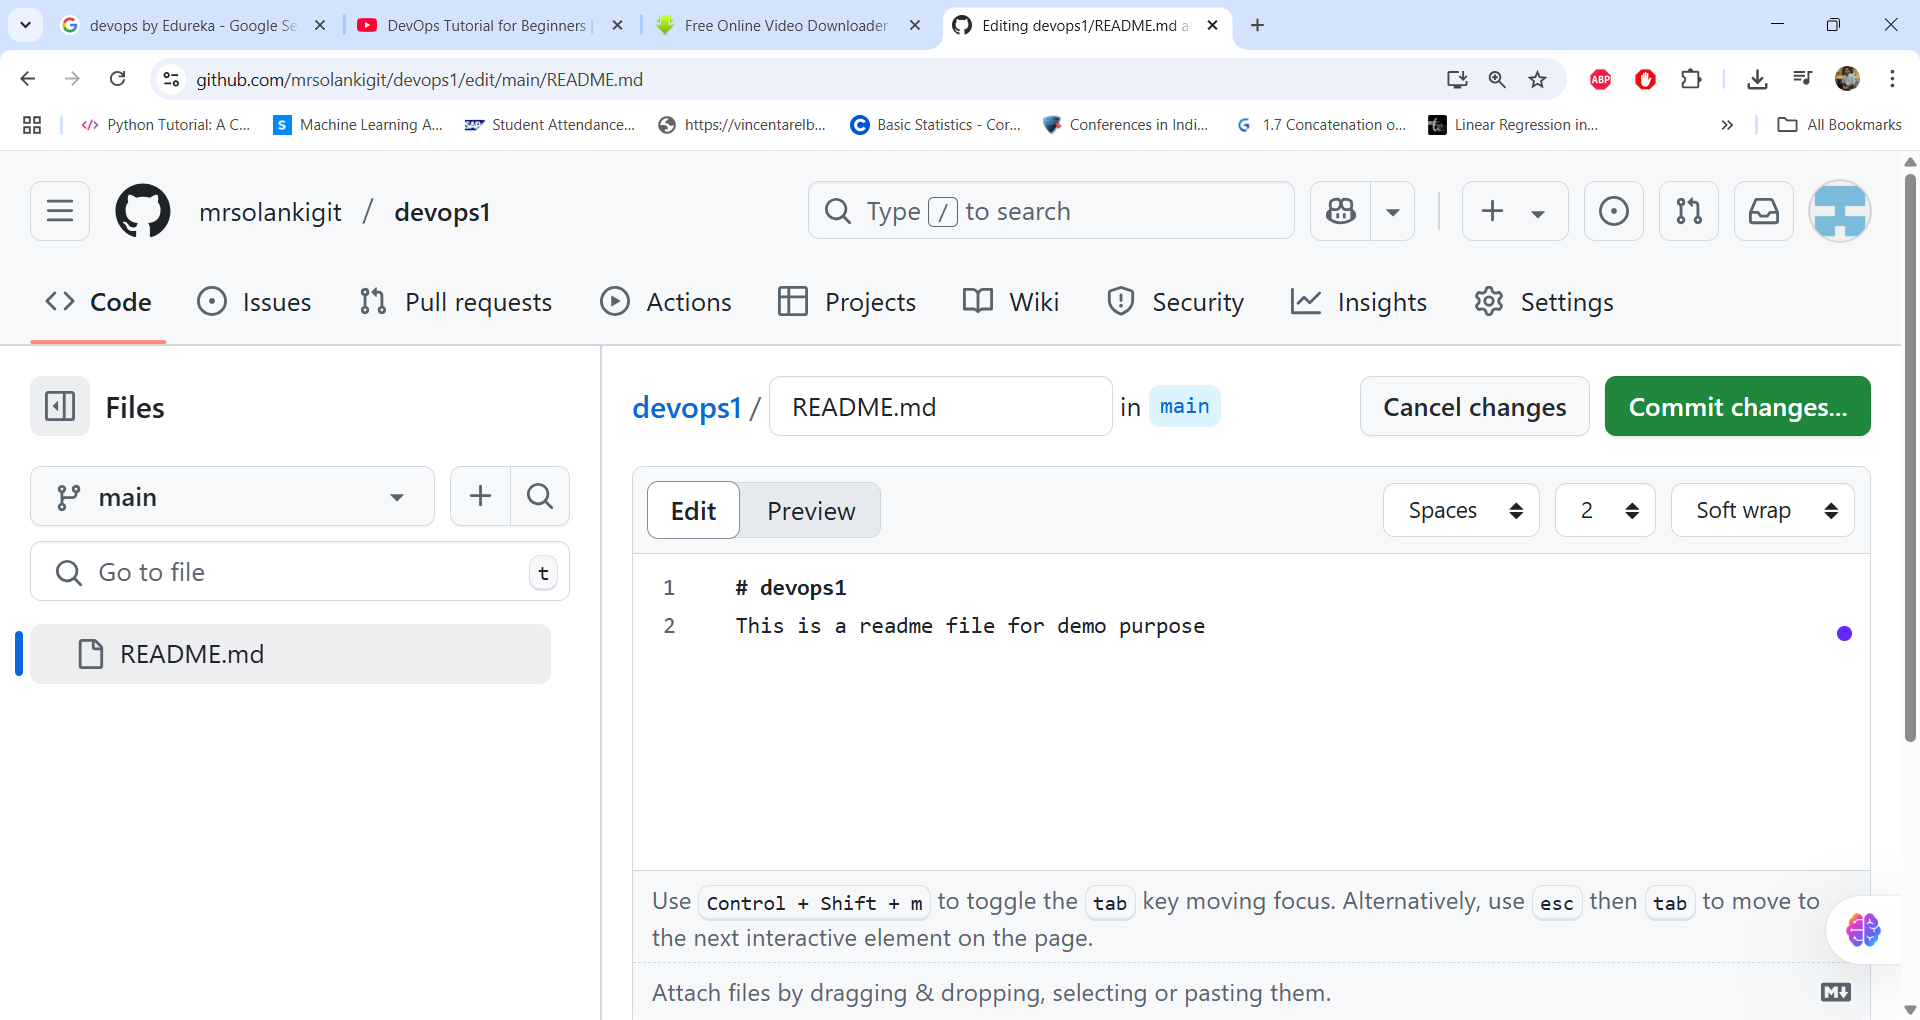 devops by Edureka - Google Se
DevOps Tutorial for Beginners |
Free Online Video Downloader
Editing devops1/README.md a
github.com/mrsolankigit/devops1/edit/main/README.md
ABP
Python Tutorial: A C...
Machine Learning A...
Student Attendance...
https://vincentarelb...
Basic Statistics - Cor...
Conferences in Indi...
1.7 Concatenation o...
Linear Regression in...
All Bookmarks
mrsolankigit / devops1
Type / to search
Code
Issues
Pull requests
Actions
Projects
Wiki
Security
Insights
Settings
Files
main
Go to file
t
README.md
devops1 / README.md in main
Cancel changes
Commit changes...
Edit
Preview
Spaces
2
Soft wrap
1 # devops1
2 This is a readme file for demo purpose
Use Control + Shift + m to toggle the tab key moving focus. Alternatively, use esc then tab to move to
the next interactive element on the page.
Attach files by dragging & dropping, selecting or pasting them.